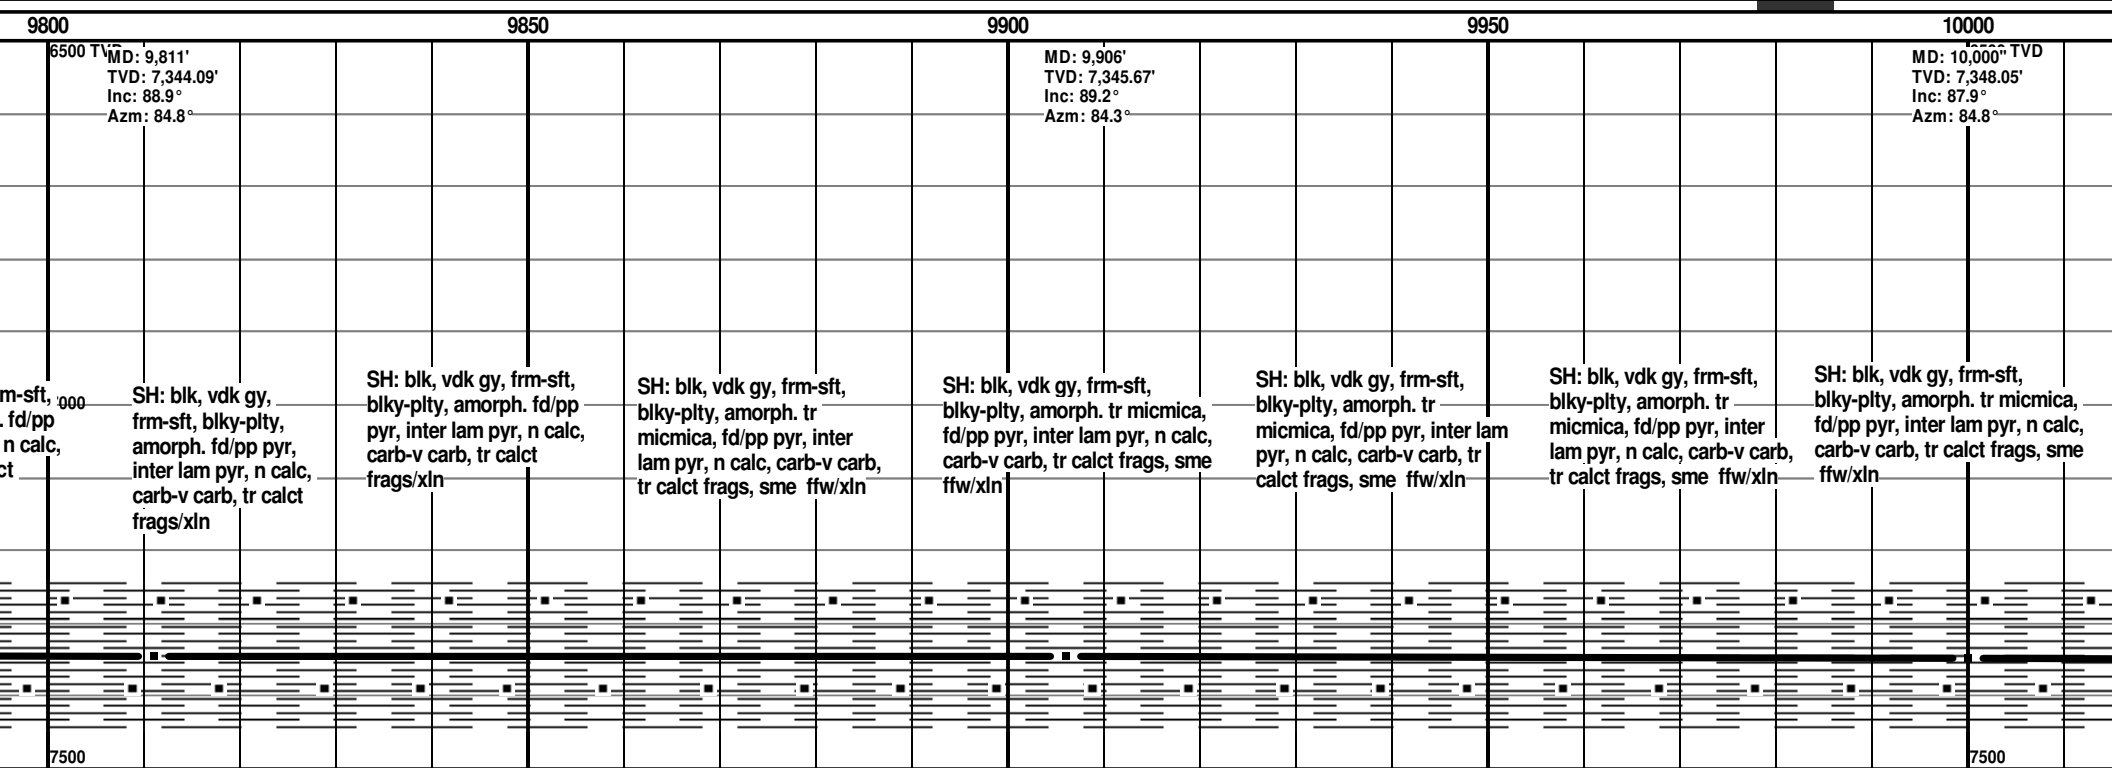 9800 9850 9900 9950 10000
6500 TVD
MD: 9,811'
TVD: 7,344.09'
Inc: 88.9°
Azm: 84.8°
MD: 9,906'
TVD: 7,345.67'
Inc: 89.2°
Azm: 84.3°
TVD
MD: 10,000"
TVD: 7,348.05'
Inc: 87.9°
Azm: 84.8°
m-sft,
. fd/pp
n calc,
ct
000
SH: blk, vdk gy,
frm-sft, blky-plty,
amorph. fd/pp pyr,
inter lam pyr, n calc,
carb-v carb, tr calct
frags/xln
SH: blk, vdk gy, frm-sft,
blky-plty, amorph. fd/pp
pyr, inter lam pyr, n calc,
carb-v carb, tr calct
frags/xln
SH: blk, vdk gy, frm-sft,
blky-plty, amorph. tr
micmica, fd/pp pyr, inter
lam pyr, n calc, carb-v carb,
tr calct frags, sme ffw/xln
SH: blk, vdk gy, frm-sft,
blky-plty, amorph. tr micmica,
fd/pp pyr, inter lam pyr, n calc,
carb-v carb, tr calct frags, sme
ffw/xln
SH: blk, vdk gy, frm-sft,
blky-plty, amorph. tr
micmica, fd/pp pyr, inter lam
pyr, n calc, carb-v carb, tr
calct frags, sme ffw/xln
SH: blk, vdk gy, frm-sft,
blky-plty, amorph. tr
micmica, fd/pp pyr, inter
lam pyr, n calc, carb-v carb,
tr calct frags, sme ffw/xln
SH: blk, vdk gy, frm-sft,
blky-plty, amorph. tr micmica,
fd/pp pyr, inter lam pyr, n calc,
carb-v carb, tr calct frags, sme
ffw/xln
7500 7500